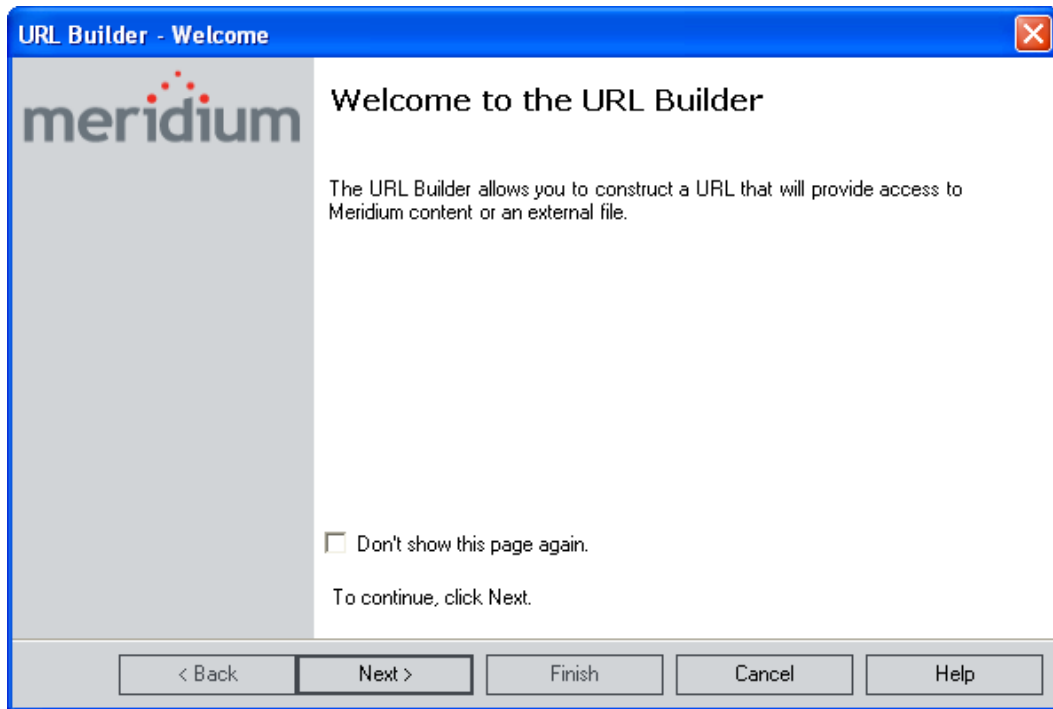 URL Builder - Welcome
meridium
Welcome to the URL Builder
The URL Builder allows you to construct a URL that will provide access to
Meridium content or an external file.
Don't show this page again.
To continue, click Next.
< Back
Next >
Finish
Cancel
Help